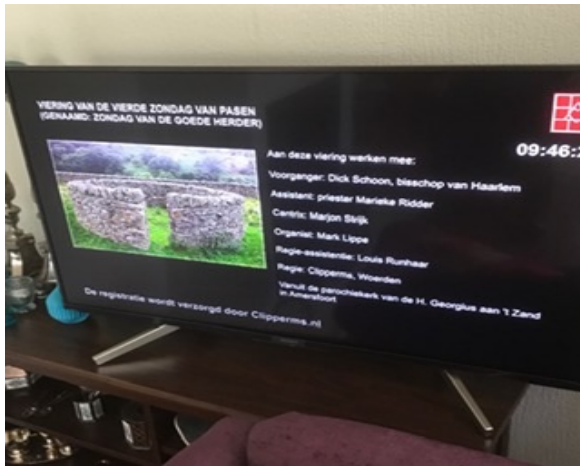 VIERING VAN DE VIERDE ZONDAG VAN PASEN
(GENAAMD: ZONDAG VAN DE GOEDE HERDER)
09:46:
Aan deze viering werken mee:
Voorganger: Dick Schoon, bisschop van Haarlem
Assistent: priester Marieke Ridder
Cantrix: Marjon Strijk
Organist: Mark Lippe
Regie-assistentie: Louis Runhaar
Regie: Clipperms, Woerden
Vanuit de parochiekerk van de H. Georgius aan 't Zand
in Amersfoort
De registratie wordt verzorgd door Clipperms.nl